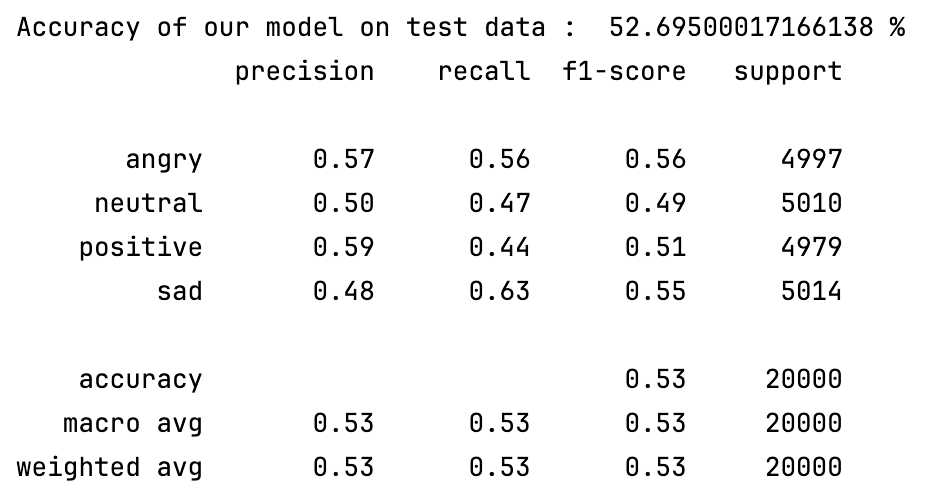 Accuracy of our model on test data :  52.69500017166138 %
              precision    recall  f1-score   support

       angry       0.57      0.56      0.56      4997
     neutral       0.50      0.47      0.49      5010
    positive       0.59      0.44      0.51      4979
         sad       0.48      0.63      0.55      5014

    accuracy                           0.53     20000
   macro avg       0.53      0.53      0.53     20000
weighted avg       0.53      0.53      0.53     20000